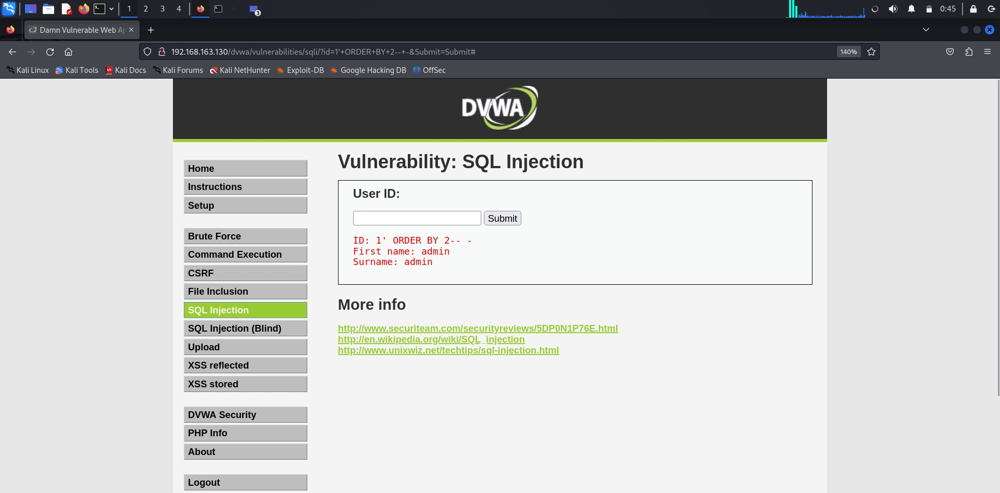 1 2 3 4 3 0:45
Damn Vulnerable Web Ap
192.168.163.130/dvwa/vulnerabilities/sqli/?id=1'+ORDER+BY+2--+-&Submit=Submit# 140%
Kali Linux Kali Tools Kali Docs Kali Forums Kali NetHunter Exploit-DB Google Hacking DB OffSec
DVWA
Home
Instructions
Setup
Brute Force
Command Execution
CSRF
File Inclusion
SQL Injection
SQL Injection (Blind)
Upload
XSS reflected
XSS stored
DVWA Security
PHP Info
About
Logout
Vulnerability: SQL Injection
User ID:
Submit
ID: 1' ORDER BY 2-- -
First name: admin
Surname: admin
More info
http://www.securiteam.com/securityreviews/5DP0N1P76E.html
http://en.wikipedia.org/wiki/SQL_injection
http://www.unixwiz.net/techtips/sql-injection.html